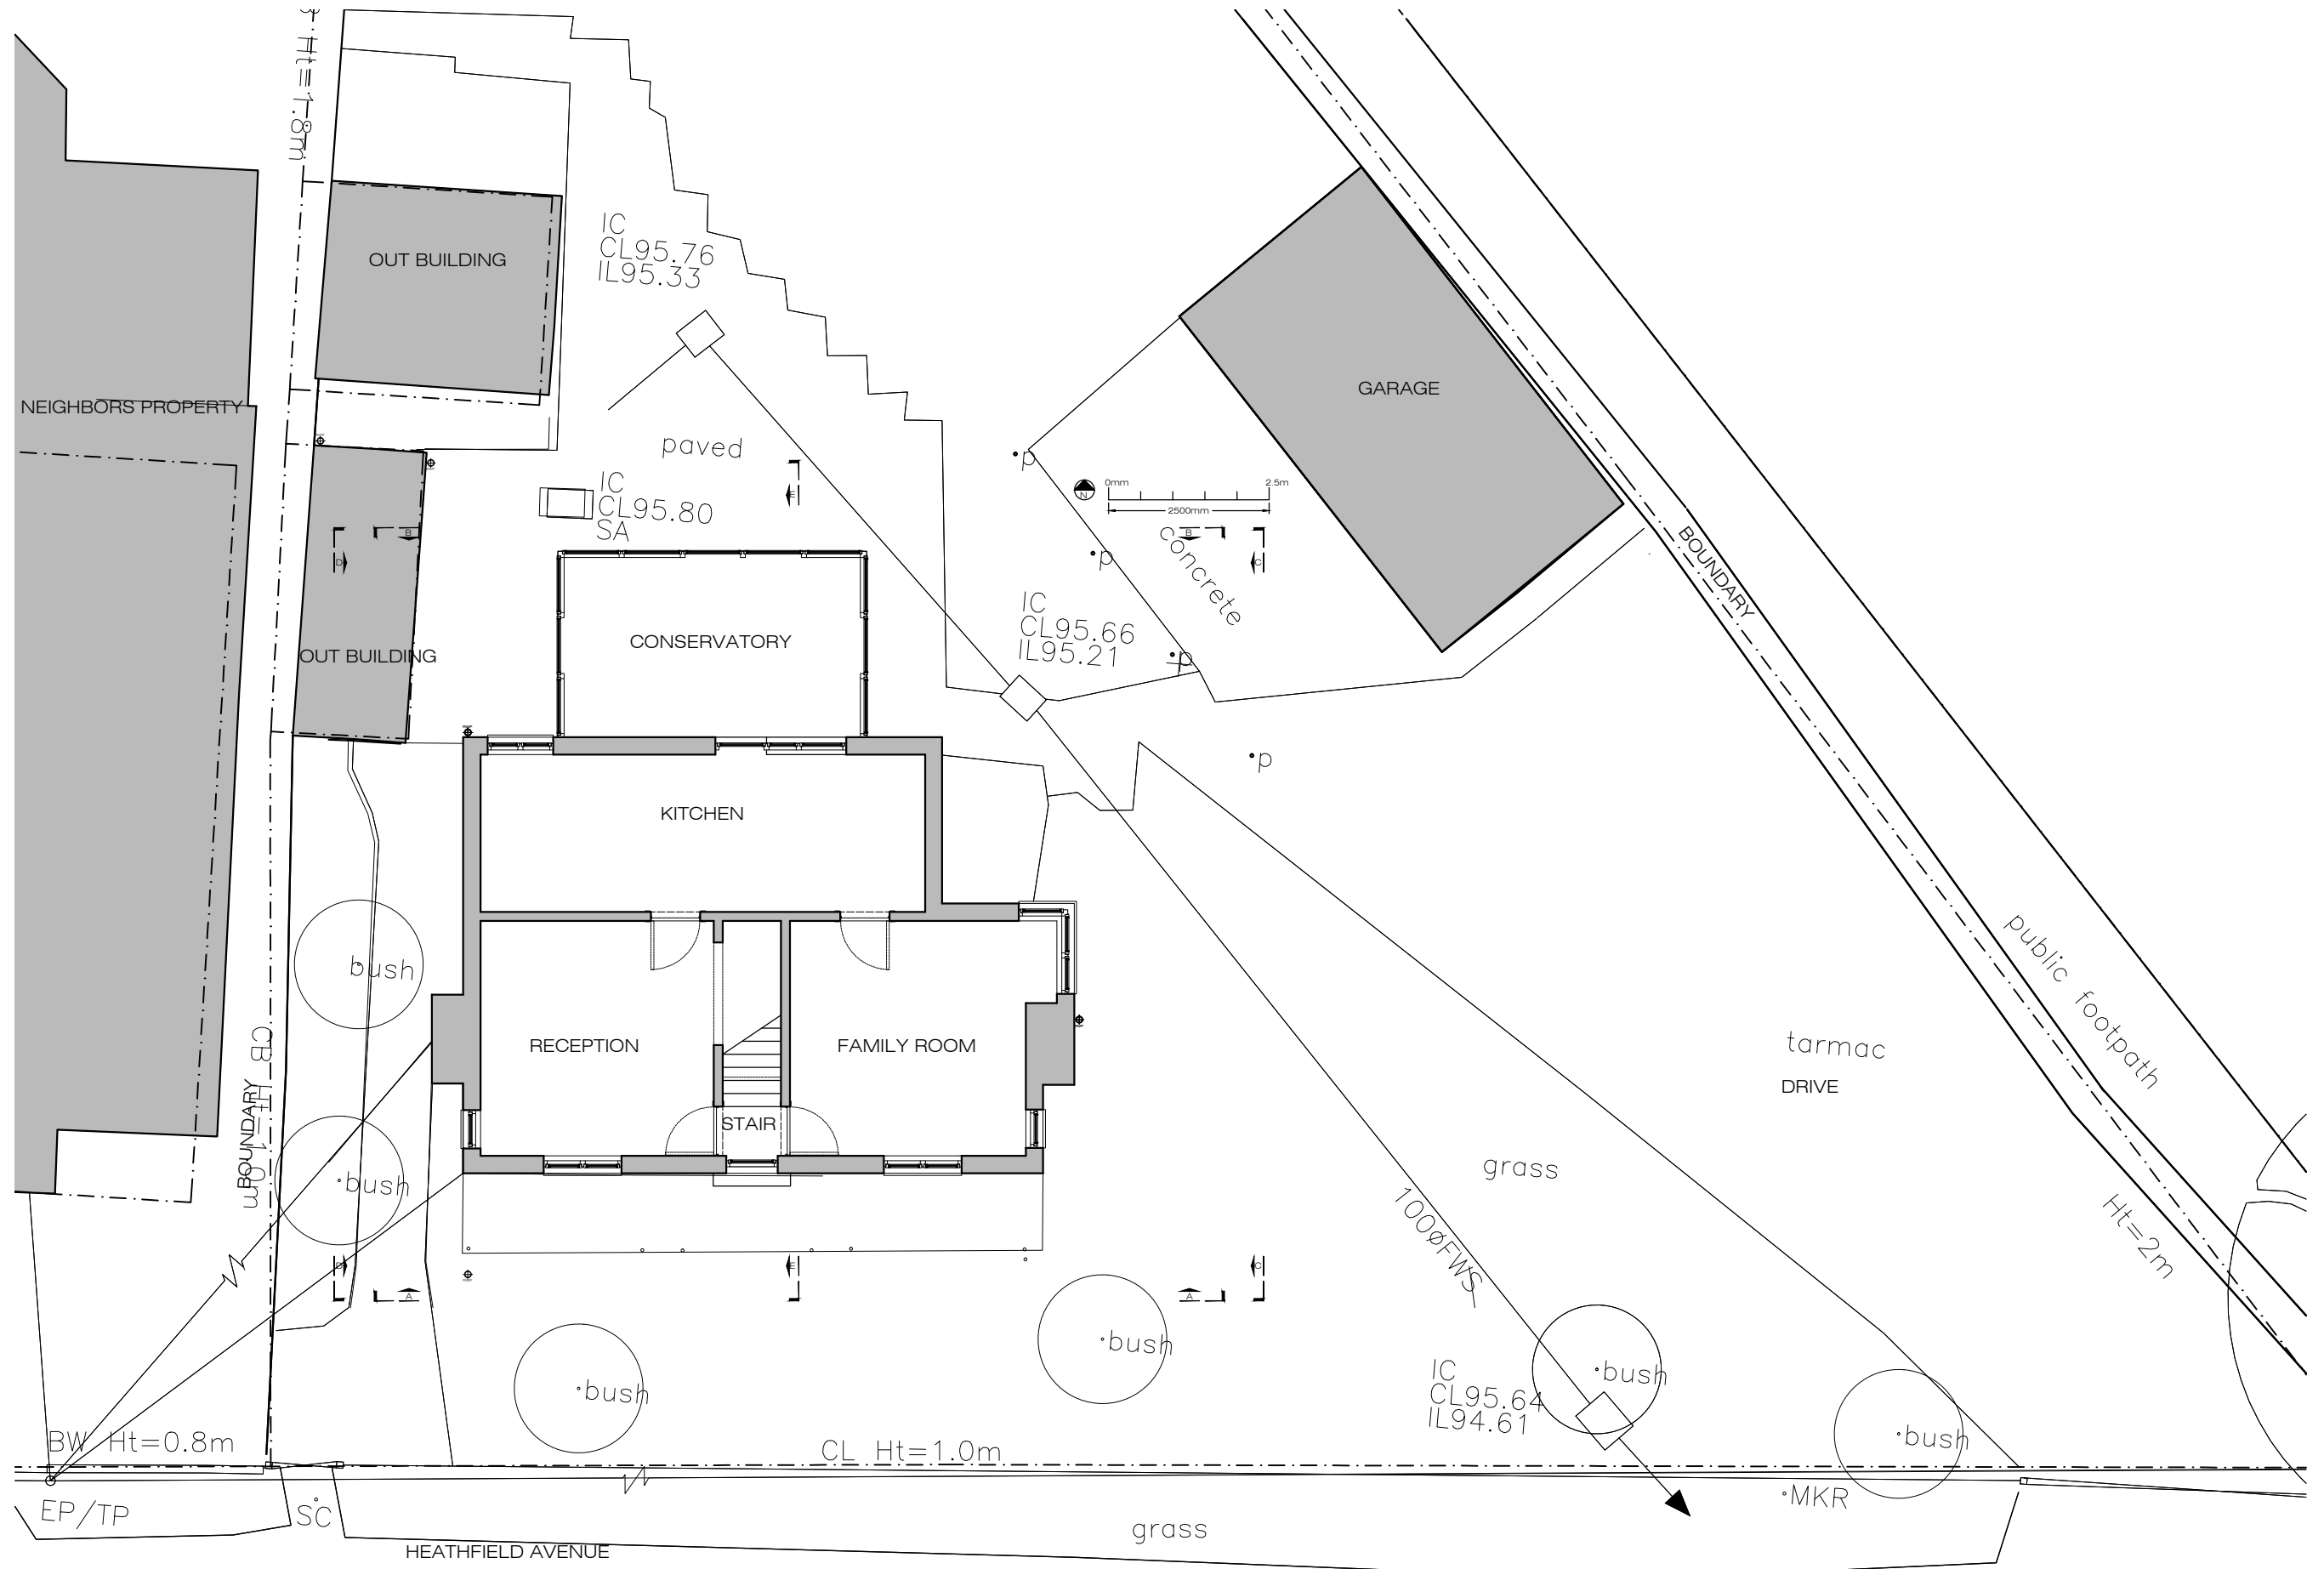 Ht=1.8m
OUT BUILDING
IC
CL95.76
IL95.33
GARAGE
NEIGHBORS PROPERTY
paved
IC
CL95.80
SA
E
p
N
0mm
2.5m
2500mm
B
B
D
C
concrete
p
BOUNDARY
OUT BUILDING
CONSERVATORY
IC
CL95.66
IL95.21
p
p
KITCHEN
bush
public footpath
RECEPTION
FAMILY ROOM
tarmac
DRIVE
CB Ht=1.0m
BOUNDARY
STAIR
bush
grass
100øFWS
Ht=2m
D
E
C
A
A
bush
bush
IC
CL95.64
IL94.61
bush
bush
BW Ht=0.8m
CL Ht=1.0m
EP/TP
SC
MKR
grass
HEATHFIELD AVENUE